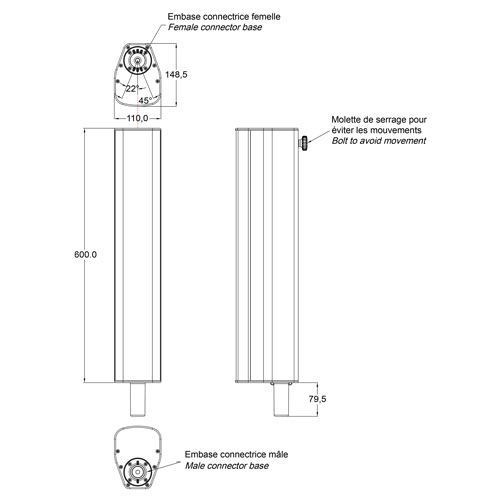 Embase connectrice femelle
Female connector base
148,5
22°
45°
110,0
Molette de serrage pour
éviter les mouvements
Bolt to avoid movement
600.0
79,5
Embase connectrice mâle
Male connector base